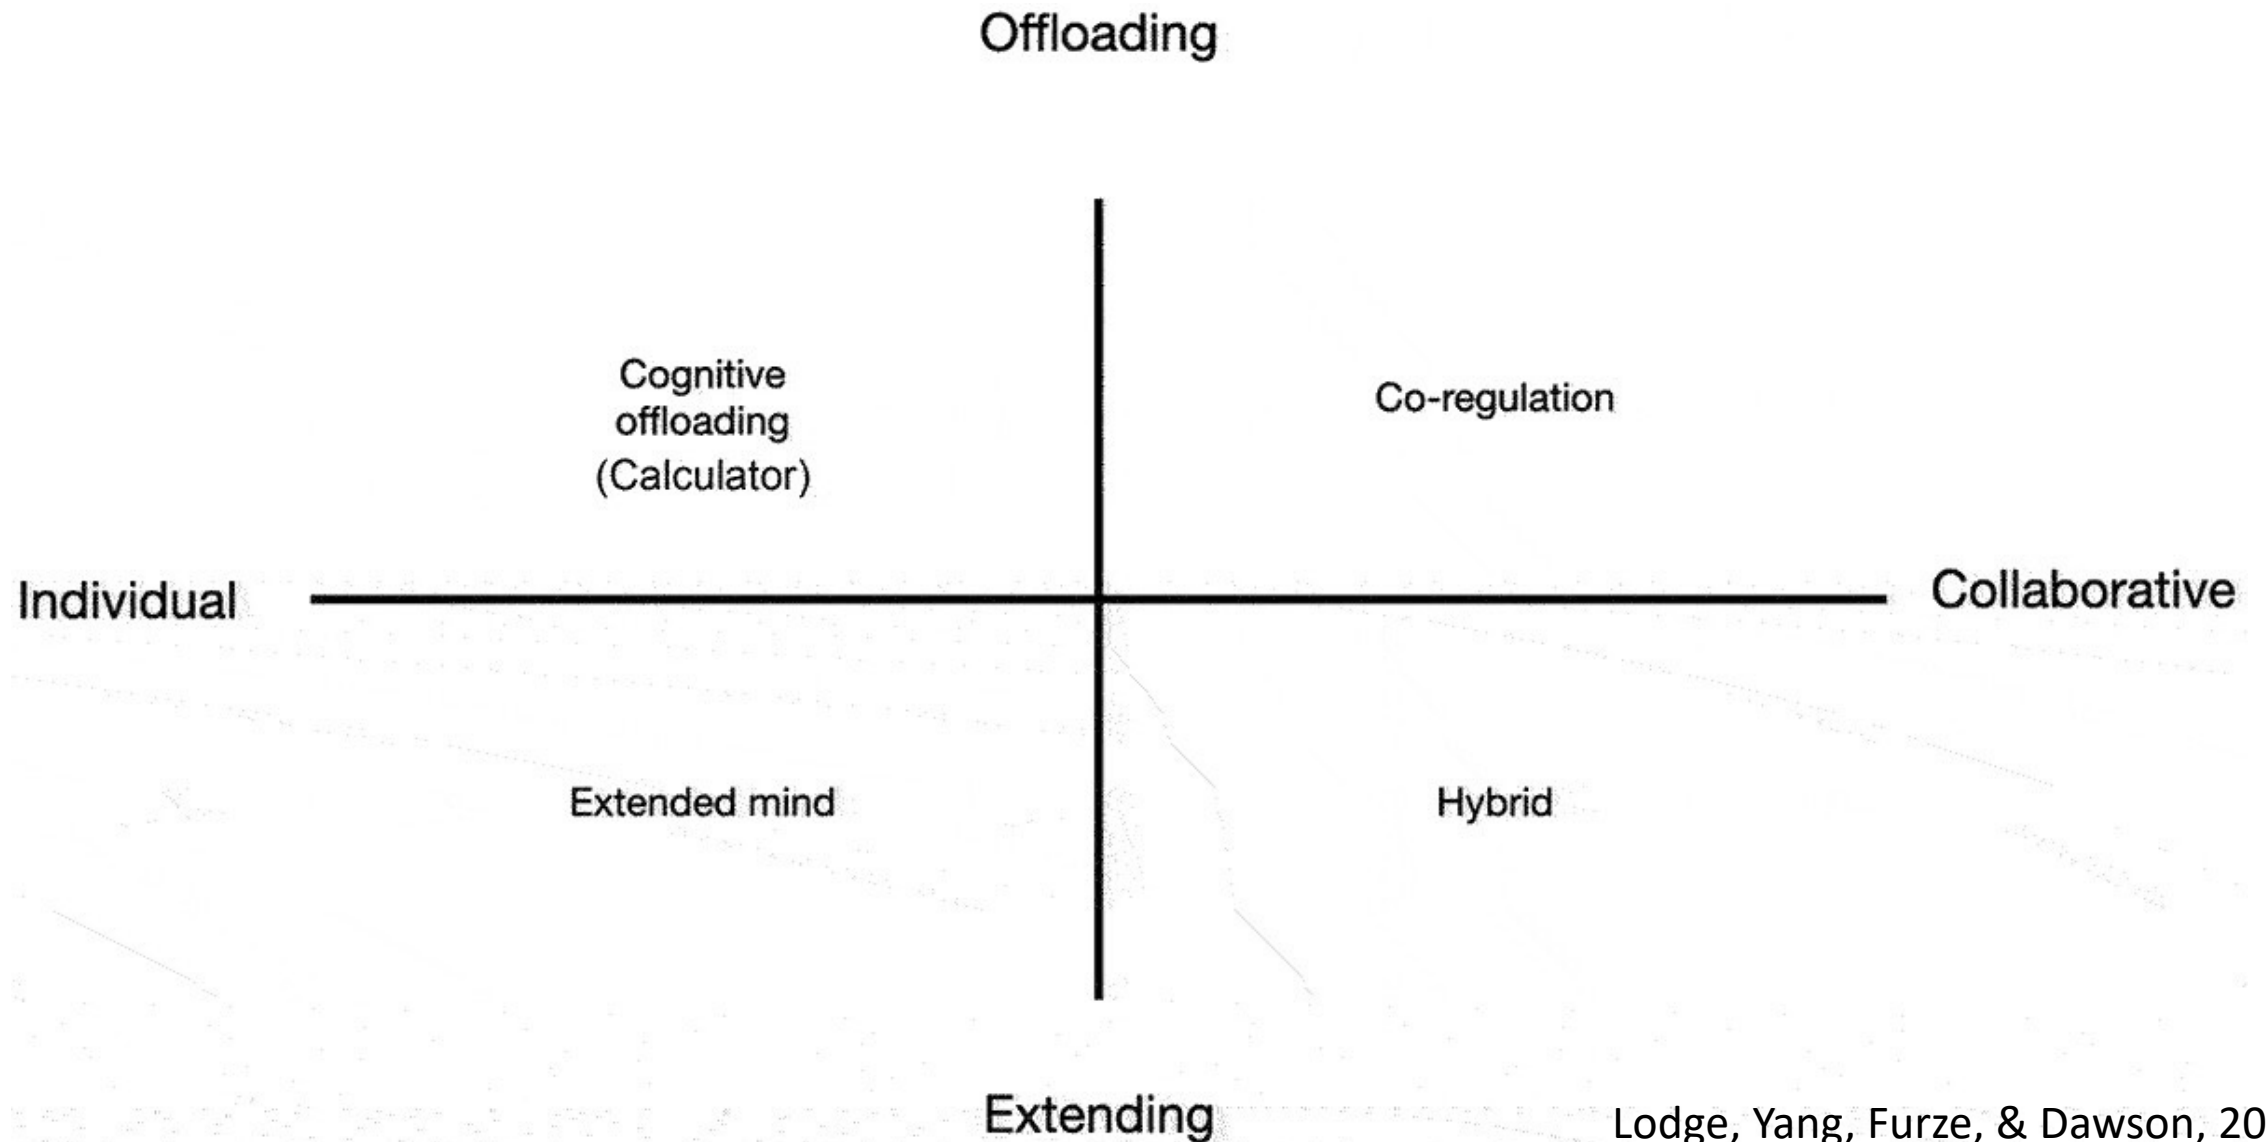 Offloading
Cognitive
offloading
(Calculator)
Co-regulation
Individual
Collaborative
Extended mind
Hybrid
Extending
Lodge, Yang, Furze, & Dawson, 20